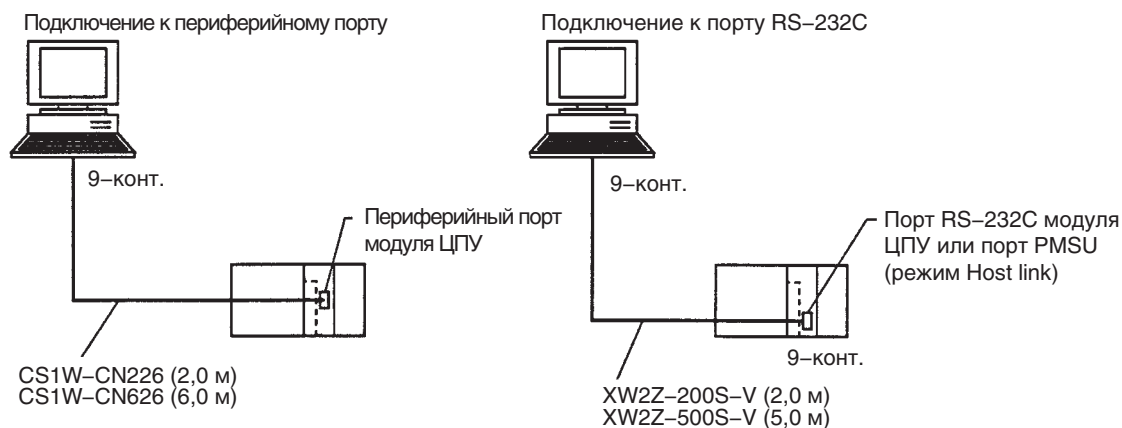 Подключение к периферийному порту
9–конт.
Периферийный порт
модуля ЦПУ
CS1W–CN226 (2,0 м)
CS1W–CN626 (6,0 м)
Подключение к порту RS–232C
9–конт.
Порт RS–232C модуля
ЦПУ или порт PMSU
(режим Host link)
9–конт.
XW2Z–200S–V (2,0 м)
XW2Z–500S–V (5,0 м)